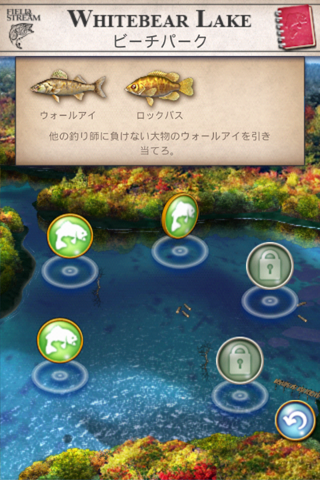 FIELD &
STREAM
WHITEBEAR LAKE
ビーチパーク
ウォールアイ
ロックバス
他の釣り師に負けない大物のウォールアイを引き
当てろ。